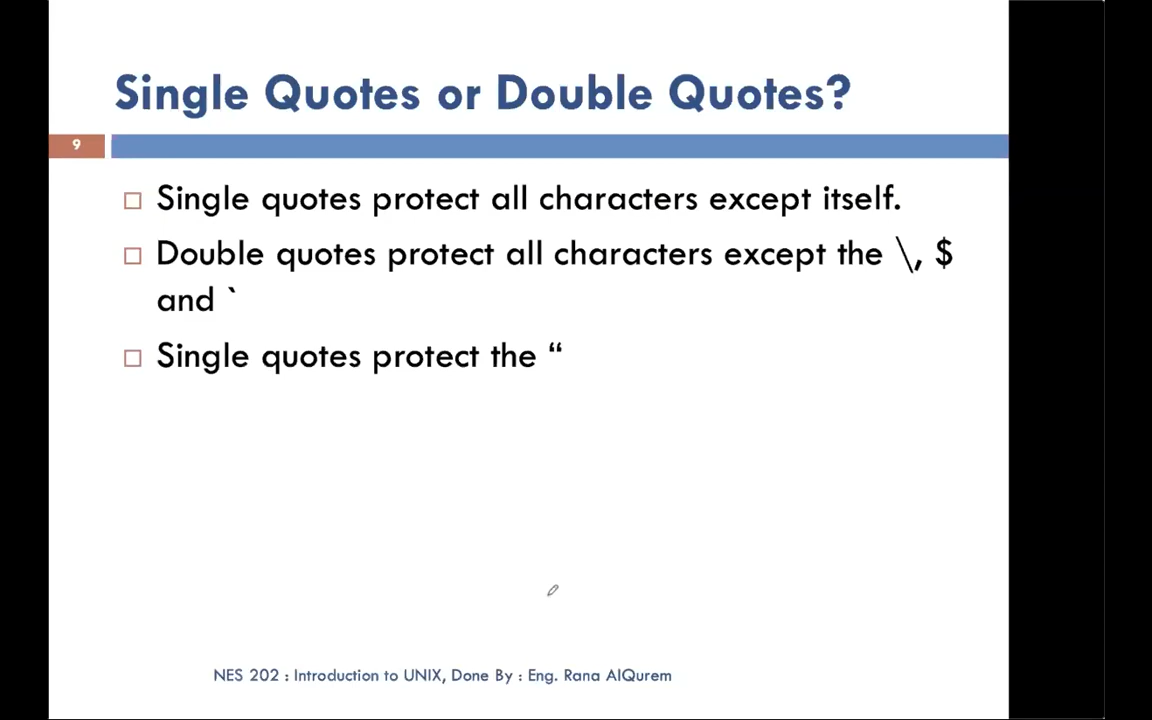 Single Quotes or Double Quotes?
9
Single quotes protect all characters except itself.
Double quotes protect all characters except the \, $
and `
Single quotes protect the “
NES 202 : Introduction to UNIX, Done By : Eng. Rana AlQurem